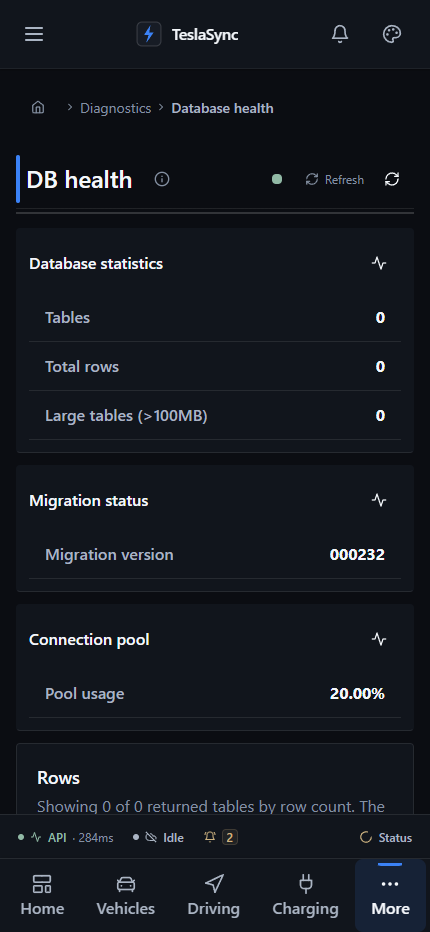 TeslaSync
Diagnostics Database health
DB health Refresh
Database statistics
Tables 0
Total rows 0
Large tables (>100MB) 0
Migration status
Migration version 000232
Connection pool
Pool usage 20.00%
Rows
Showing 0 of 0 returned tables by row count. The
API · 284ms Idle 2 Status
Home Vehicles Driving Charging More